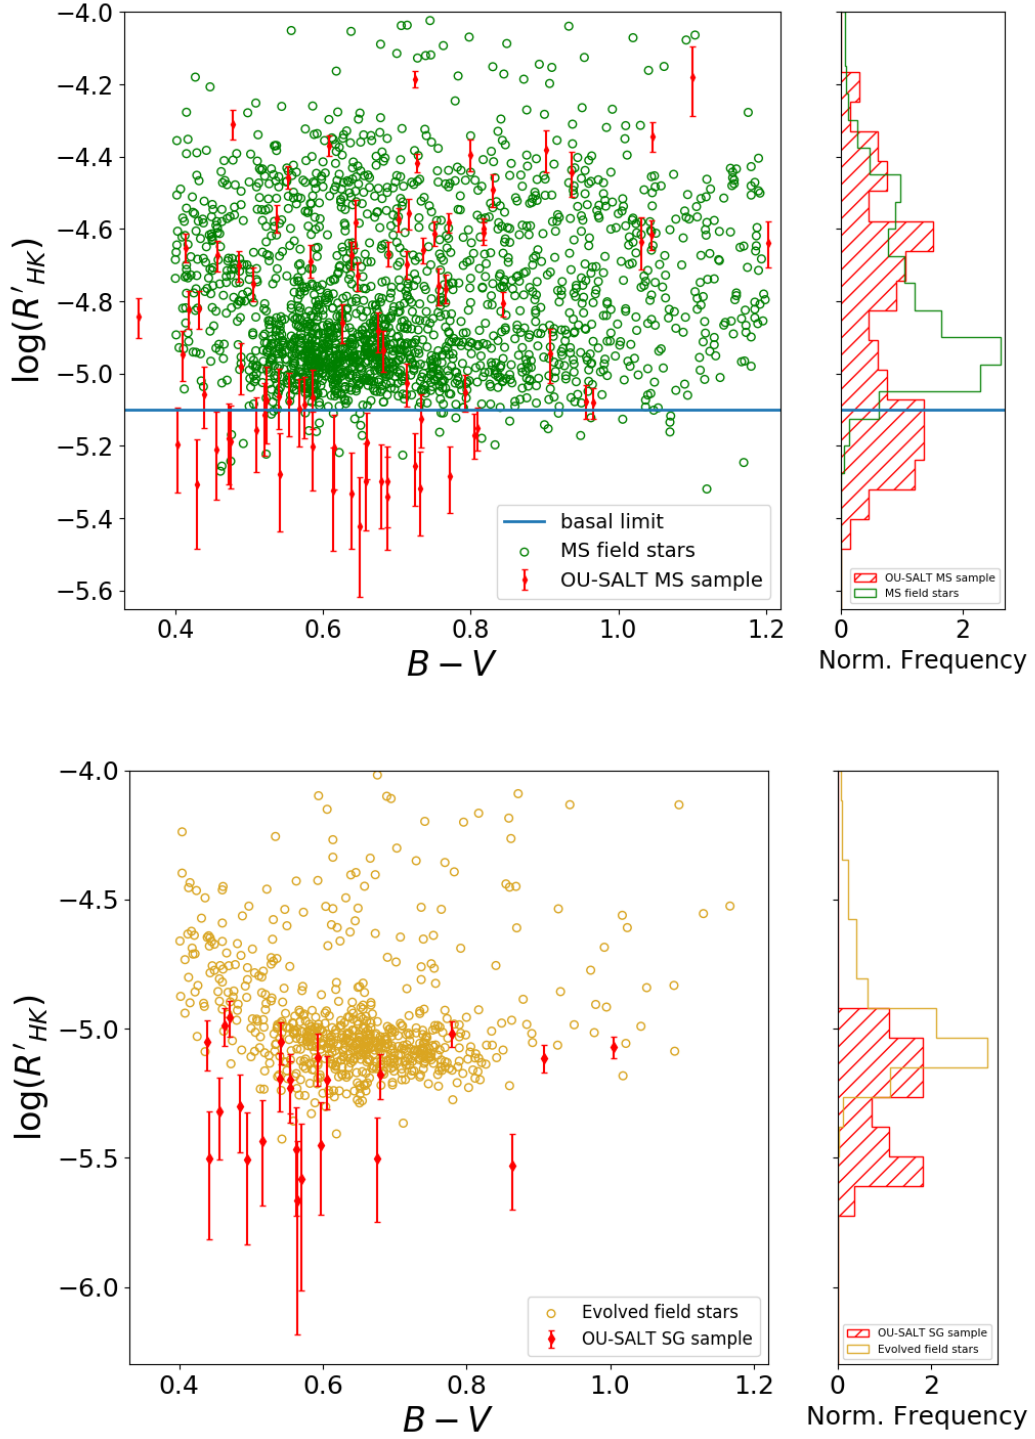 −4.0
−4.2
−4.4
−4.6
−4.8
−5.0
−5.2
−5.4
−5.6
log(R′HK)
0.4 0.6 0.8 1.0 1.2
B − V
basal limit
MS field stars
OU-SALT MS sample
OU-SALT MS sample
MS field stars
0 2
Norm. Frequency
−4.0
−4.5
−5.0
−5.5
−6.0
log(R′HK)
0.4 0.6 0.8 1.0 1.2
B − V
Evolved field stars
OU-SALT SG sample
OU-SALT SG sample
Evolved field stars
0 2
Norm. Frequency